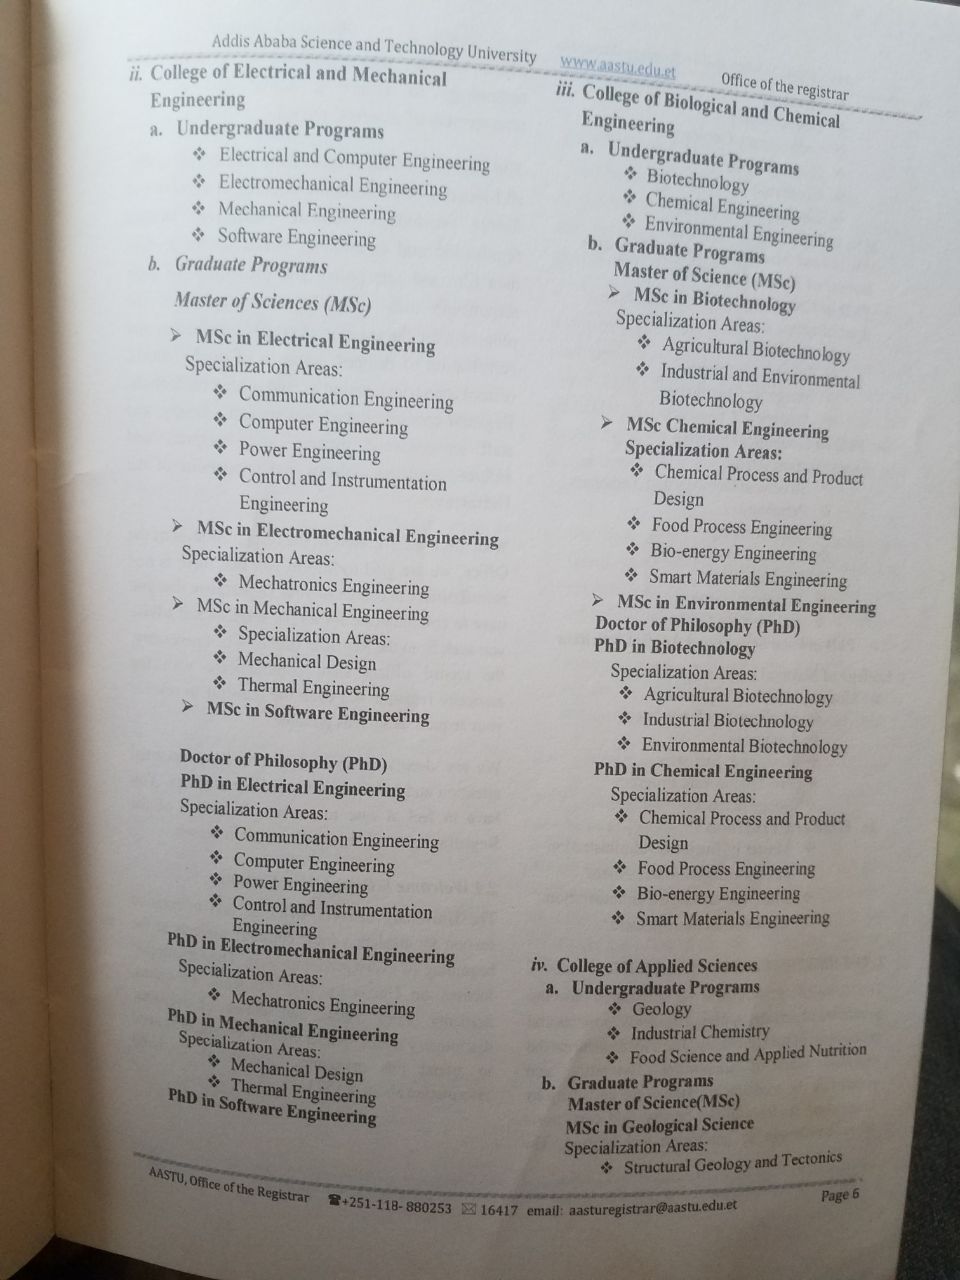 Addis Ababa Science and Technology University www.aastu.edu.et Office of the registrar
ii. College of Electrical and Mechanical
Engineering
a. Undergraduate Programs
❖ Electrical and Computer Engineering
❖ Electromechanical Engineering
❖ Mechanical Engineering
❖ Software Engineering
b. Graduate Programs
Master of Sciences (MSc)
➢ MSc in Electrical Engineering
Specialization Areas:
❖ Communication Engineering
❖ Computer Engineering
❖ Power Engineering
❖ Control and Instrumentation
Engineering
➢ MSc in Electromechanical Engineering
Specialization Areas:
❖ Mechatronics Engineering
➢ MSc in Mechanical Engineering
❖ Specialization Areas:
❖ Mechanical Design
❖ Thermal Engineering
➢ MSc in Software Engineering
Doctor of Philosophy (PhD)
PhD in Electrical Engineering
Specialization Areas:
❖ Communication Engineering
❖ Computer Engineering
❖ Power Engineering
❖ Control and Instrumentation
Engineering
PhD in Electromechanical Engineering
Specialization Areas:
❖ Mechatronics Engineering
PhD in Mechanical Engineering
Specialization Areas:
❖ Mechanical Design
❖ Thermal Engineering
PhD in Software Engineering
iii. College of Biological and Chemical
Engineering
a. Undergraduate Programs
❖ Biotechnology
❖ Chemical Engineering
❖ Environmental Engineering
b. Graduate Programs
Master of Science (MSc)
➢ MSc in Biotechnology
Specialization Areas:
❖ Agricultural Biotechnology
❖ Industrial and Environmental
Biotechnology
➢ MSc Chemical Engineering
Specialization Areas:
❖ Chemical Process and Product
Design
❖ Food Process Engineering
❖ Bio-energy Engineering
❖ Smart Materials Engineering
➢ MSc in Environmental Engineering
Doctor of Philosophy (PhD)
PhD in Biotechnology
Specialization Areas:
❖ Agricultural Biotechnology
❖ Industrial Biotechnology
❖ Environmental Biotechnology
PhD in Chemical Engineering
Specialization Areas:
❖ Chemical Process and Product
Design
❖ Food Process Engineering
❖ Bio-energy Engineering
❖ Smart Materials Engineering
iv. College of Applied Sciences
a. Undergraduate Programs
❖ Geology
❖ Industrial Chemistry
❖ Food Science and Applied Nutrition
b. Graduate Programs
Master of Science(MSc)
MSc in Geological Science
Specialization Areas:
❖ Structural Geology and Tectonics
AASTU, Office of the Registrar ☎+251-118- 880253 ✉ 16417 email: aasturegistrar@aastu.edu.et Page 6